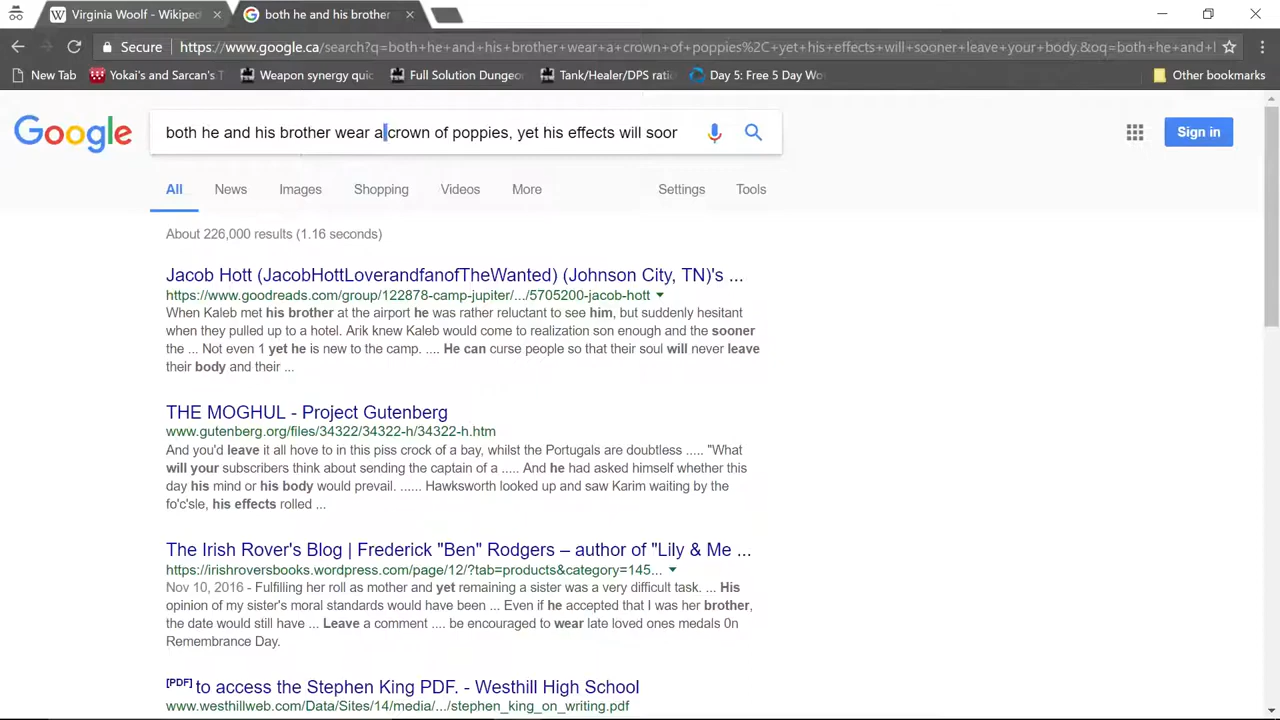 Virginia Woolf - Wikiped
both he and his brother
Secure https://www.google.ca/search?q=both+he+and+his+brother+wear+a+crown+of+poppies%2C+yet+his+effects+will+sooner+leave+your+body.&oq=both+he+and+l
New Tab Yokai's and Sarcan's T Weapon synergy quic Full Solution Dungeo Tank/Healer/DPS rati Day 5: Free 5 Day Wo Other bookmarks
Google both he and his brother wear a crown of poppies, yet his effects will soor Sign in
All News Images Shopping Videos More Settings Tools
About 226,000 results (1.16 seconds)
Jacob Hott (JacobHottLoverandfanofTheWanted) (Johnson City, TN)'s ...
https://www.goodreads.com/group/122878-camp-jupiter/.../5705200-jacob-hott
When Kaleb met his brother at the airport he was rather reluctant to see him, but suddenly hesitant
when they pulled up to a hotel. Arik knew Kaleb would come to realization son enough and the sooner
the ... Not even 1 yet he is new to the camp. .... He can curse people so that their soul will never leave
their body and their ...
THE MOGHUL - Project Gutenberg
www.gutenberg.org/files/34322/34322-h/34322-h.htm
And you'd leave it all hove to in this piss crock of a bay, whilst the Portugals are doubtless ..... "What
will your subscribers think about sending the captain of a ..... And he had asked himself whether this
day his mind or his body would prevail. ...... Hawksworth looked up and saw Karim waiting by the
fo'c'sle, his effects rolled ...
The Irish Rover's Blog | Frederick "Ben" Rodgers – author of "Lily & Me ...
https://irishroversbooks.wordpress.com/page/12/?tab=products&category=145...
Nov 10, 2016 - Fulfilling her roll as mother and yet remaining a sister was a very difficult task. ... His
opinion of my sister's moral standards would have been ... Even if he accepted that I was her brother,
the date would still have ... Leave a comment .... be encouraged to wear late loved ones medals 0n
Remembrance Day.
[PDF] to access the Stephen King PDF. - Westhill High School
www.westhillweb.com/Data/Sites/14/media/.../stephen_king_on_writing.pdf